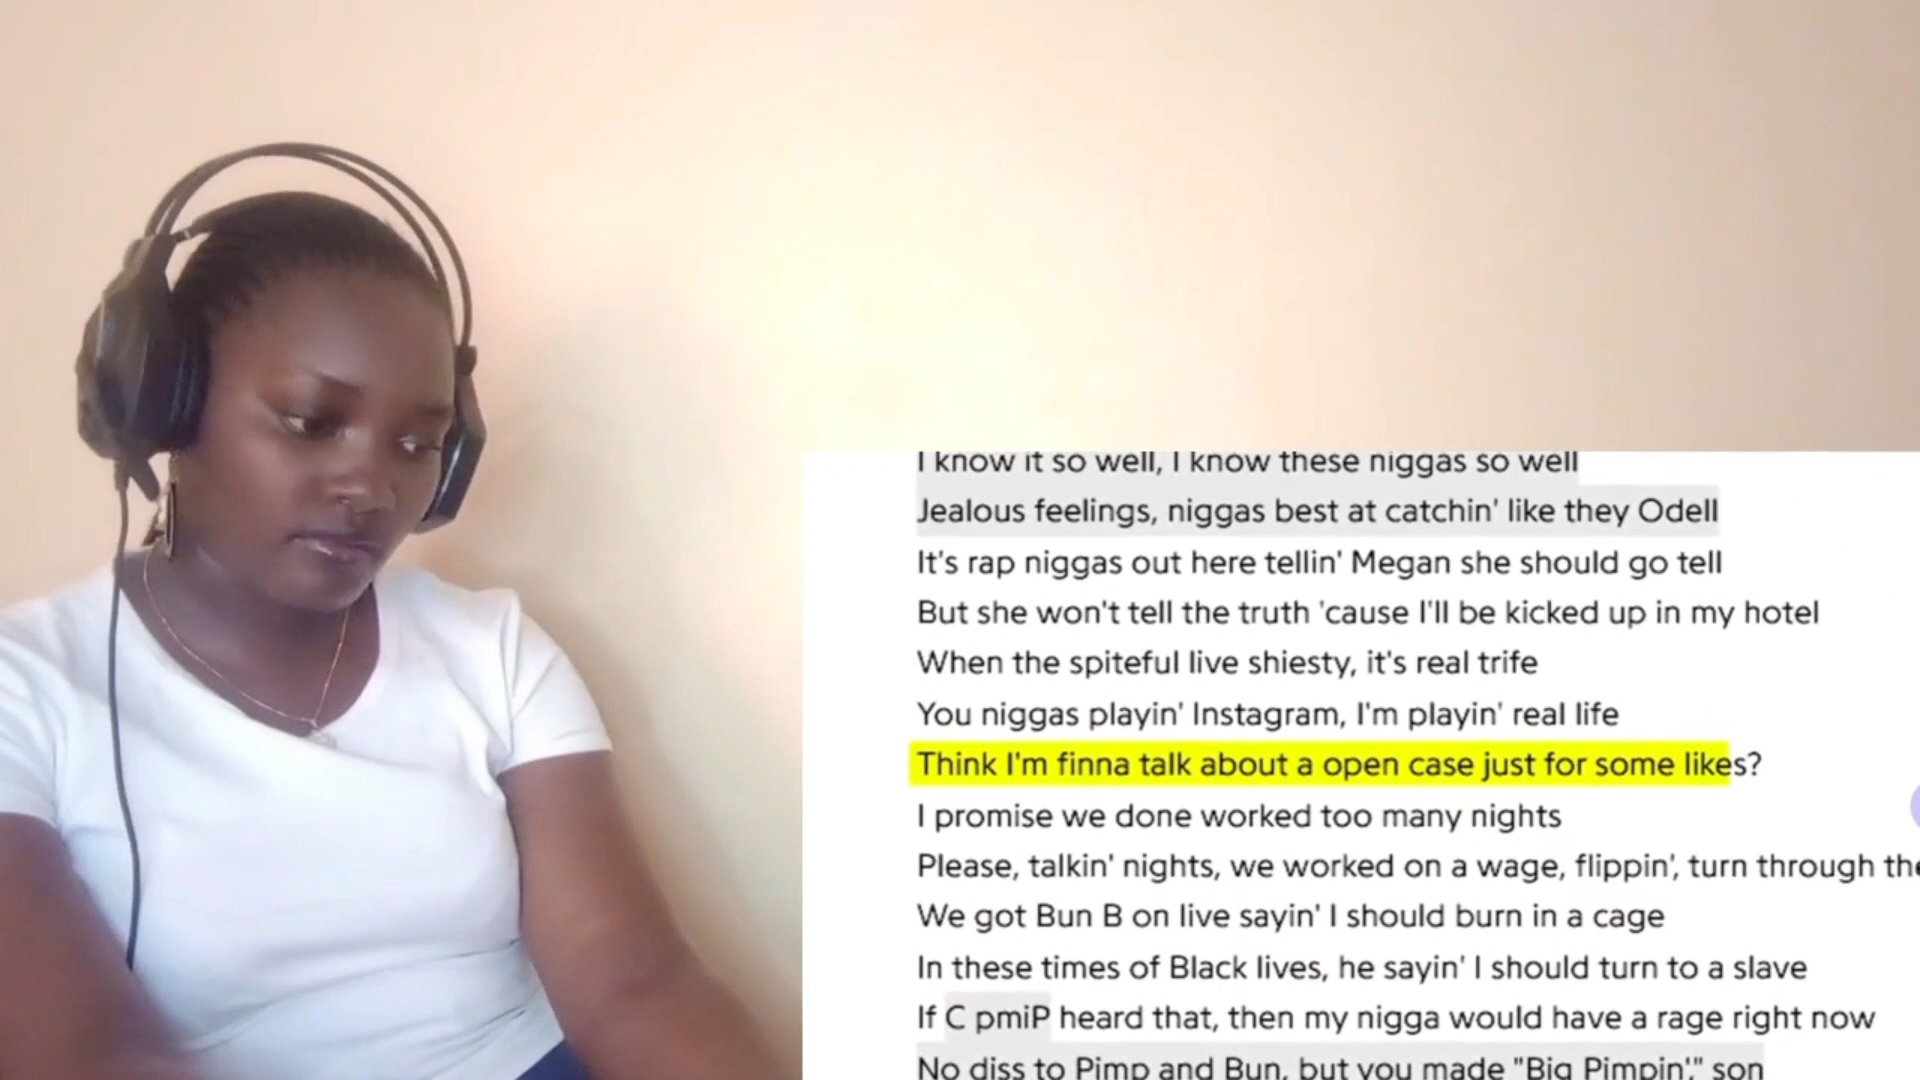 I know it so well, I know these niggas so well
Jealous feelings, niggas best at catchin' like they Odell
It's rap niggas out here tellin' Megan she should go tell
But she won't tell the truth 'cause I'll be kicked up in my hotel
When the spiteful live shiesty, it's real trife
You niggas playin' Instagram, I'm playin' real life
Think I'm finna talk about a open case just for some likes?
I promise we done worked too many nights
Please, talkin' nights, we worked on a wage, flippin', turn through the
We got Bun B on live sayin' I should burn in a cage
In these times of Black lives, he sayin' I should turn to a slave
If C pmiP heard that, then my nigga would have a rage right now
No diss to Pimp and Bun, but you made "Big Pimpin'," son